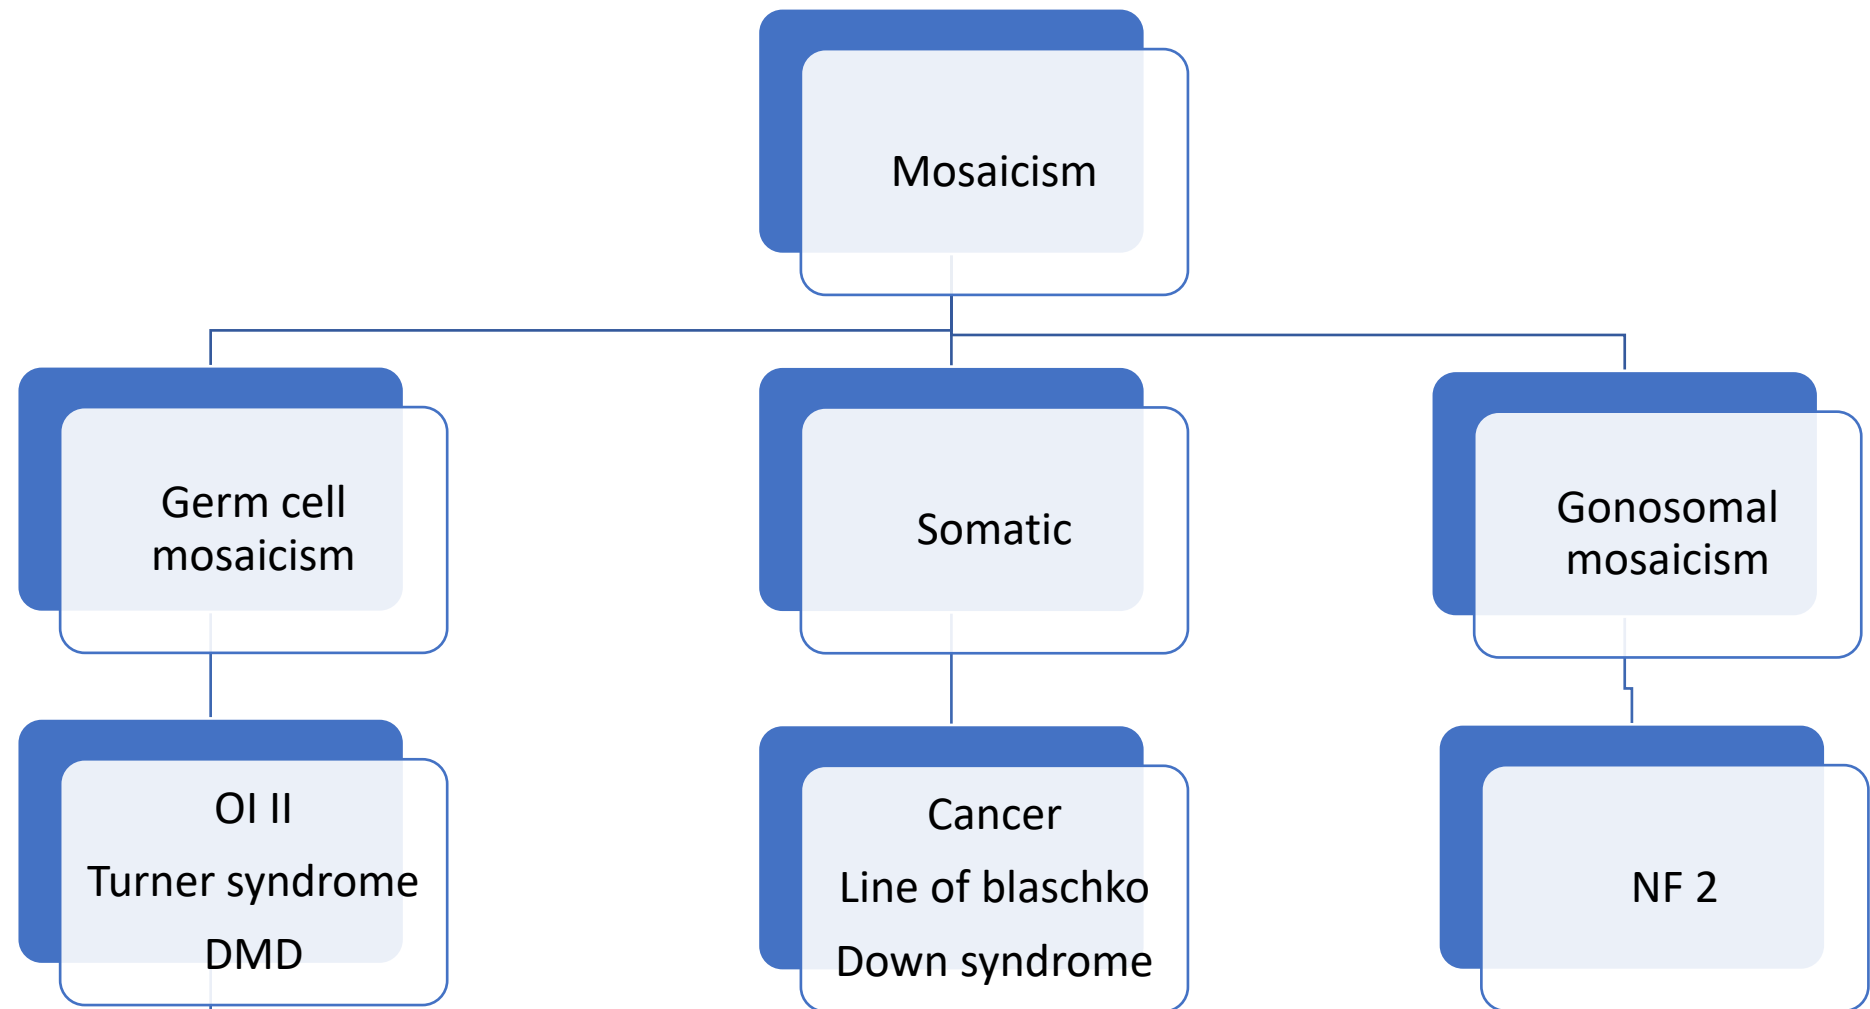 Mosaicism
Germ cell
mosaicism
Somatic
Gonosomal
mosaicism
OI II
Turner syndrome
DMD
Cancer
Line of blaschko
Down syndrome
NF 2